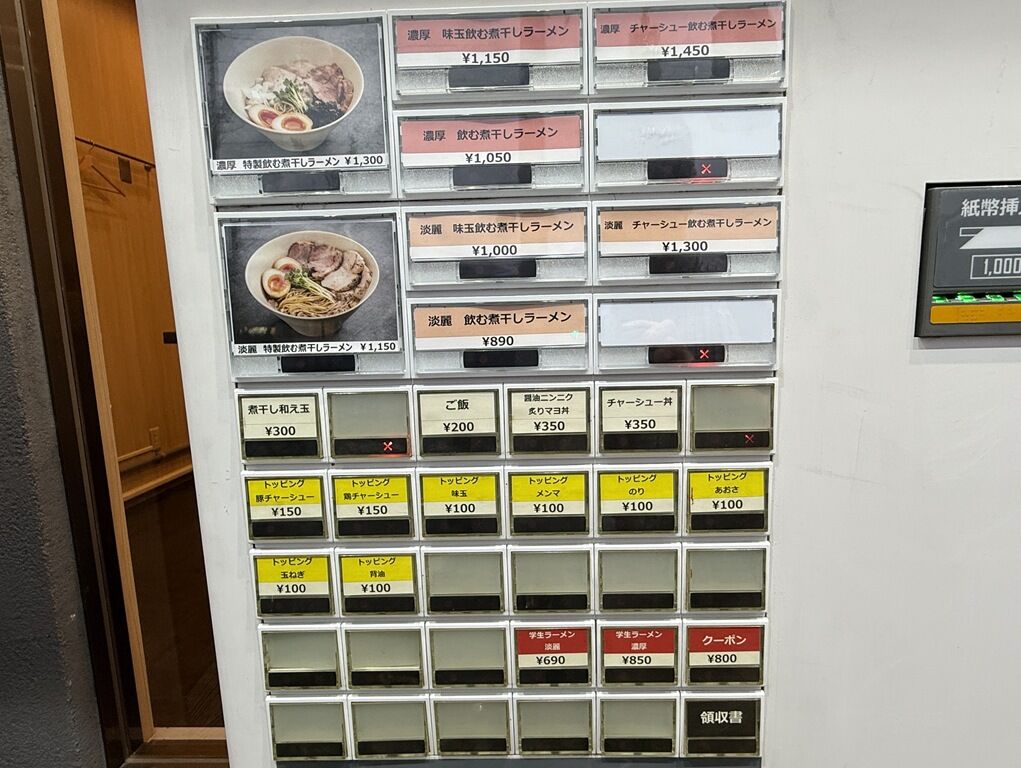 濃厚 味玉飲む煮干しラーメン
¥1,150
濃厚 チャーシュー飲む煮干しラーメン
¥1,450
濃厚 特製飲む煮干しラーメン ¥1,300
濃厚 飲む煮干しラーメン
¥1,050
淡麗 味玉飲む煮干しラーメン
¥1,000
淡麗 チャーシュー飲む煮干しラーメン
¥1,300
淡麗 特製飲む煮干しラーメン ¥1,150
淡麗 飲む煮干しラーメン
¥890
煮干し和え玉
¥300
ご飯
¥200
醤油ニンニク
炙りマヨ丼
¥350
チャーシュー丼
¥350
トッピング
豚チャーシュー
¥150
トッピング
鶏チャーシュー
¥150
トッピング
味玉
¥100
トッピング
メンマ
¥100
トッピング
のり
¥100
トッピング
あおさ
¥100
トッピング
玉ねぎ
¥100
トッピング
背油
¥100
学生ラーメン
淡麗
¥690
学生ラーメン
濃厚
¥850
クーポン
¥800
領収書
紙幣挿
1,000